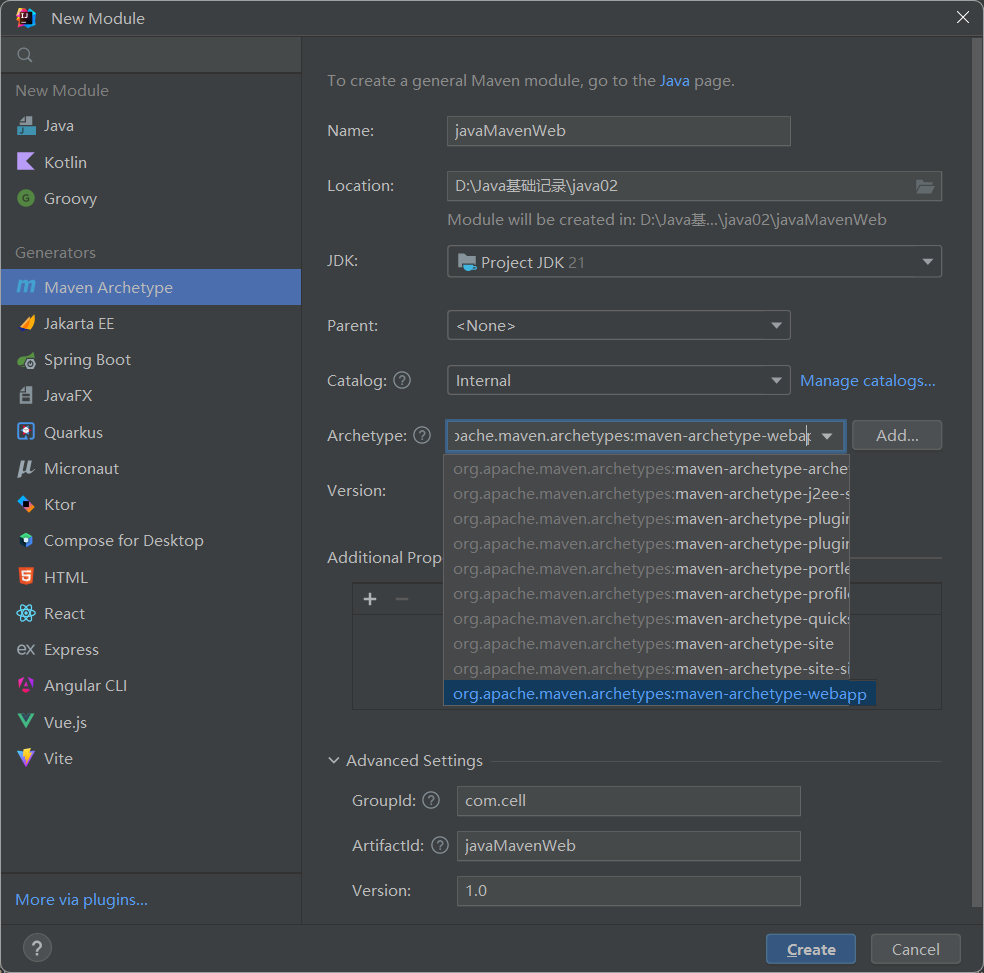 New Module
New Module
Java
Kotlin
Groovy
Generators
Maven Archetype
Jakarta EE
Spring Boot
JavaFX
Quarkus
Micronaut
Ktor
Compose for Desktop
HTML
React
Express
Angular CLI
Vue.js
Vite
More via plugins...
To create a general Maven module, go to the Java page.
Name: javaMavenWeb
Location: D:\Java基础记录\java02
Module will be created in: D:\Java基...\java02\javaMavenWeb
JDK: Project JDK 21
Parent: <None>
Catalog: Internal Manage catalogs...
Archetype: pache.maven.archetypes:maven-archetype-webap Add...
org.apache.maven.archetypes:maven-archetype-arche
org.apache.maven.archetypes:maven-archetype-j2ee-s
Version:
org.apache.maven.archetypes:maven-archetype-plugin
org.apache.maven.archetypes:maven-archetype-plugin
Additional Prop
org.apache.maven.archetypes:maven-archetype-portle
org.apache.maven.archetypes:maven-archetype-profile
org.apache.maven.archetypes:maven-archetype-quicks
org.apache.maven.archetypes:maven-archetype-site
org.apache.maven.archetypes:maven-archetype-site-si
org.apache.maven.archetypes:maven-archetype-webapp
Advanced Settings
GroupId: com.cell
ArtifactId: javaMavenWeb
Version: 1.0
? Create Cancel